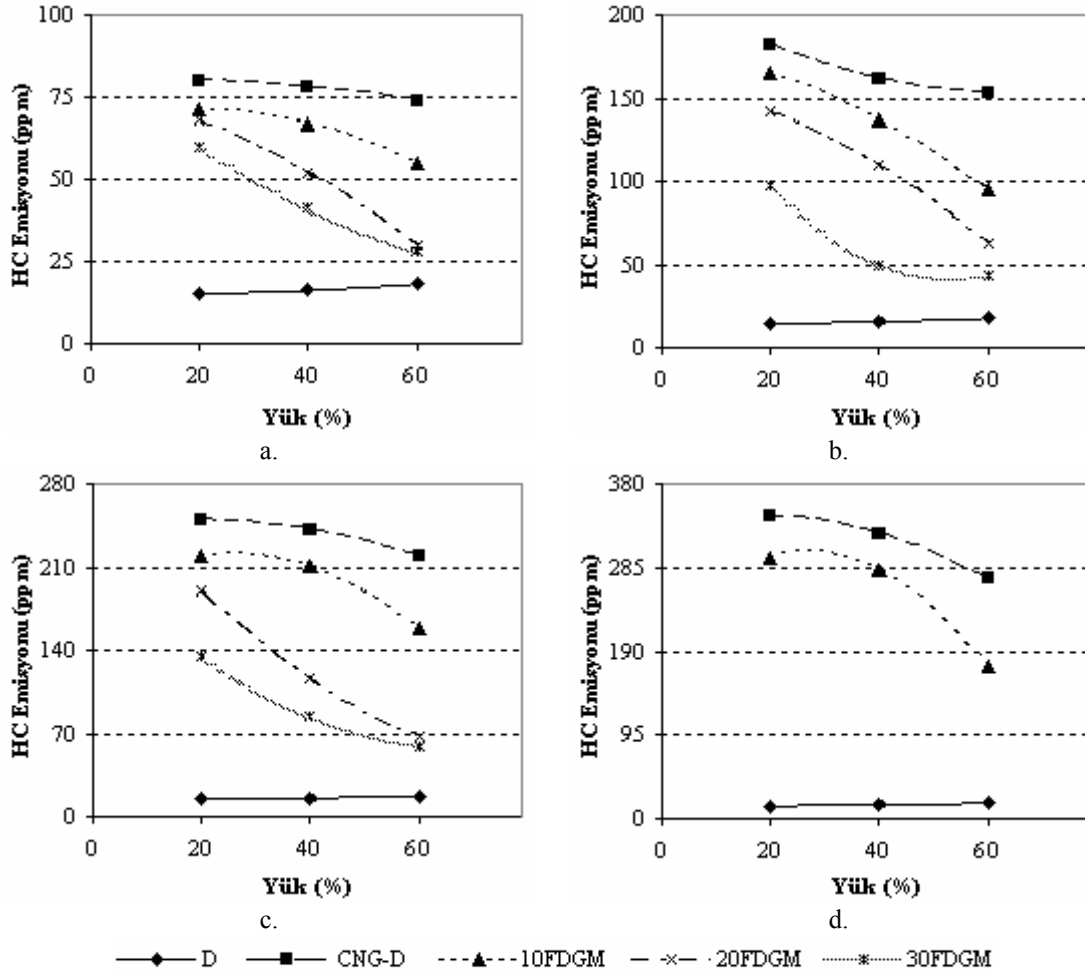 100
75
50
25
0
HC Emisyonu (ppm)
0 20 40 60
Yük (%)
a.
200
150
100
50
0
HC Emisyonu (ppm)
0 20 40 60
Yük (%)
b.
280
210
140
70
0
HC Emisyonu (ppm)
0 20 40 60
Yük (%)
c.
380
285
190
95
0
HC Emisyonu (ppm)
0 20 40 60
Yük (%)
d.
D CNG-D 10FDGM 20FDGM 30FDGM